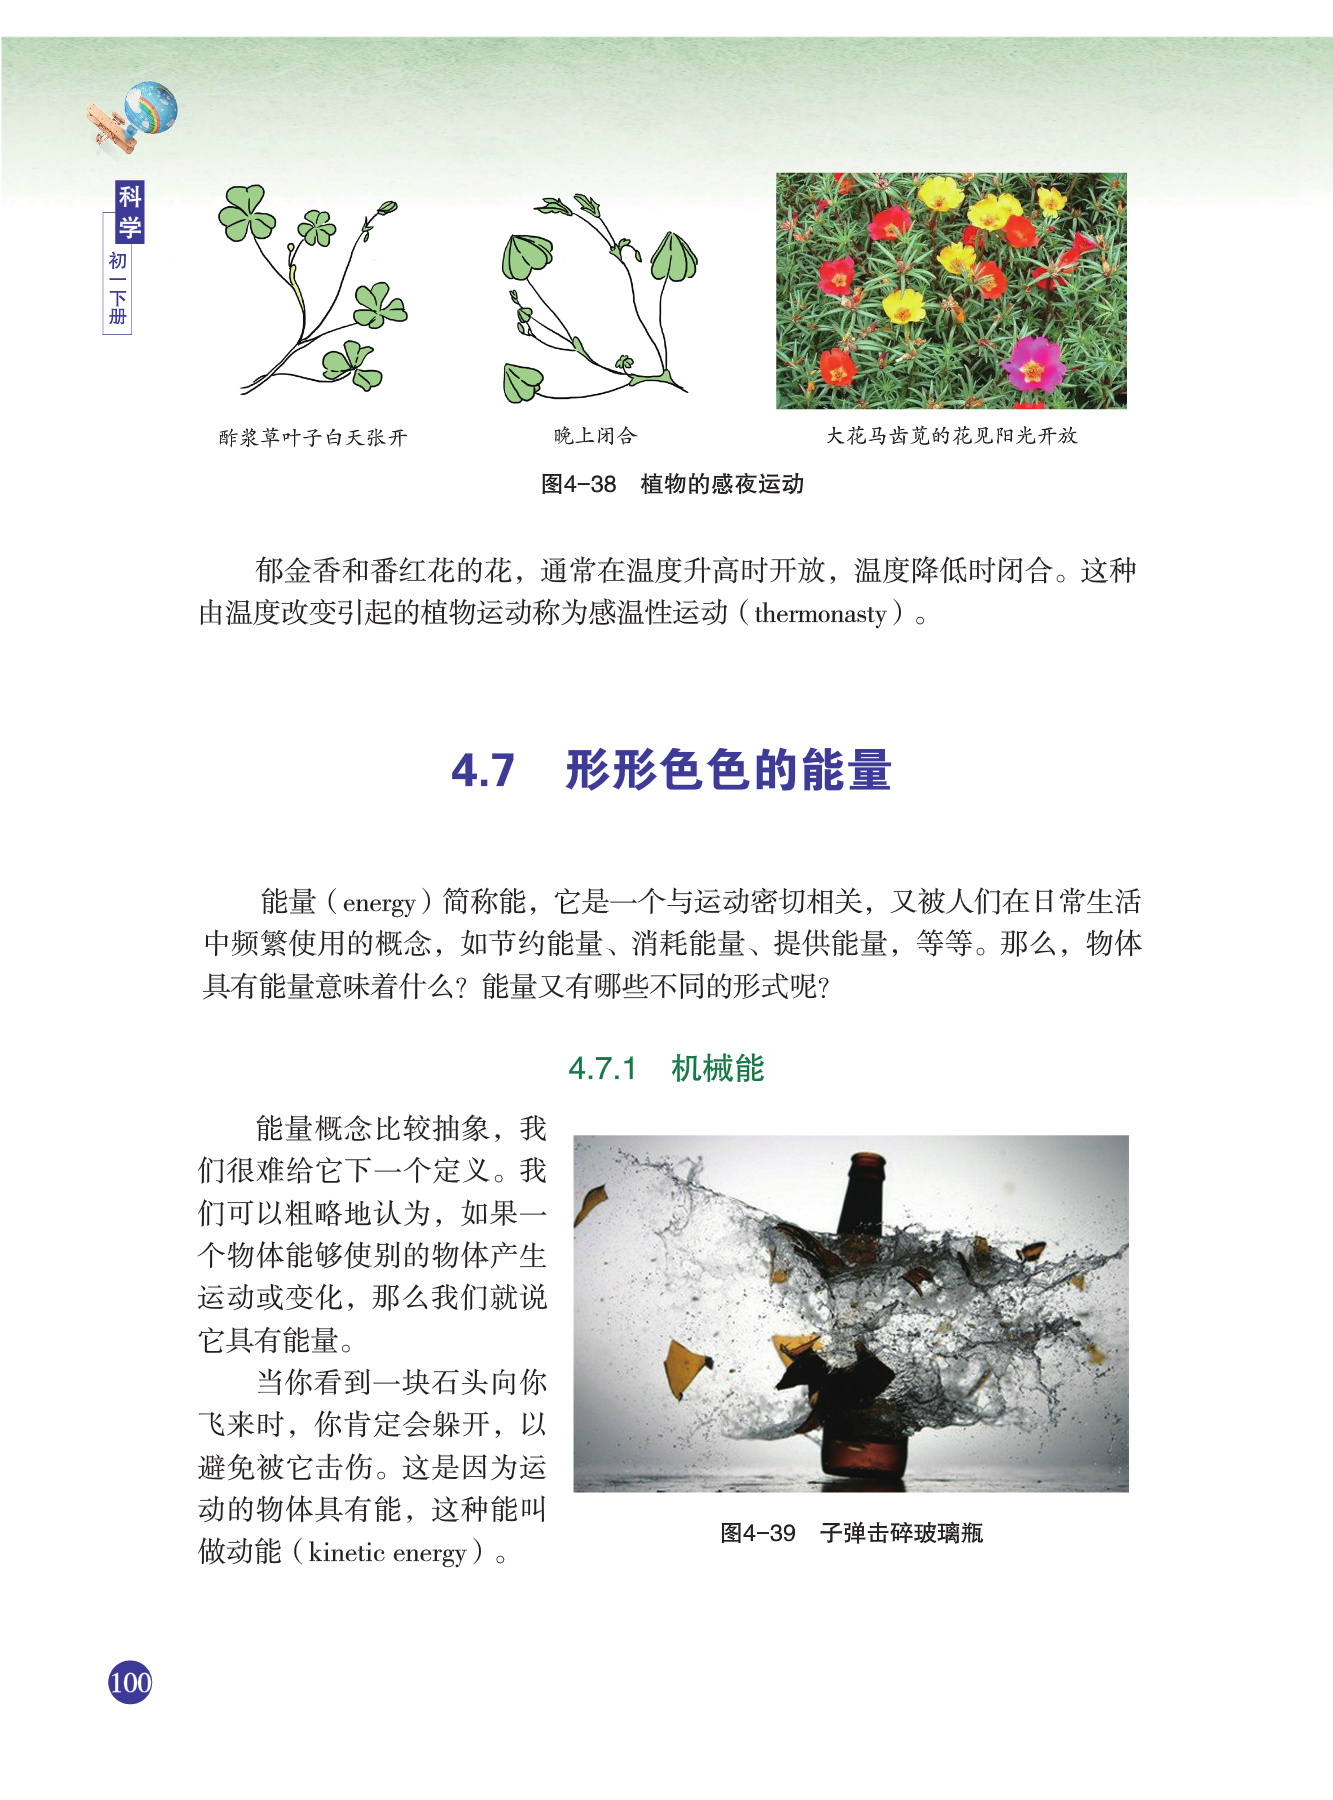 科学
初一下册
酢浆草叶子白天张开
晚上闭合
大花马齿苋的花见阳光开放
图4-38 植物的感夜运动
郁金香和番红花的花，通常在温度升高时开放，温度降低时闭合。这种
由温度改变引起的植物运动称为感温性运动（thermonasty）。
4.7 形形色色的能量
能量（energy）简称能，它是一个与运动密切相关，又被人们在日常生活
中频繁使用的概念，如节约能量、消耗能量、提供能量，等等。那么，物体
具有能量意味着什么？能量又有哪些不同的形式呢？
4.7.1 机械能
能量概念比较抽象，我
们很难给它下一个定义。我
们可以粗略地认为，如果一
个物体能够使别的物体产生
运动或变化，那么我们就说
它具有能量。
当你看到一块石头向你
飞来时，你肯定会躲开，以
避免被它击伤。这是因为运
动的物体具有能，这种能叫
做动能（kinetic energy）。
图4-39 子弹击碎玻璃瓶
100